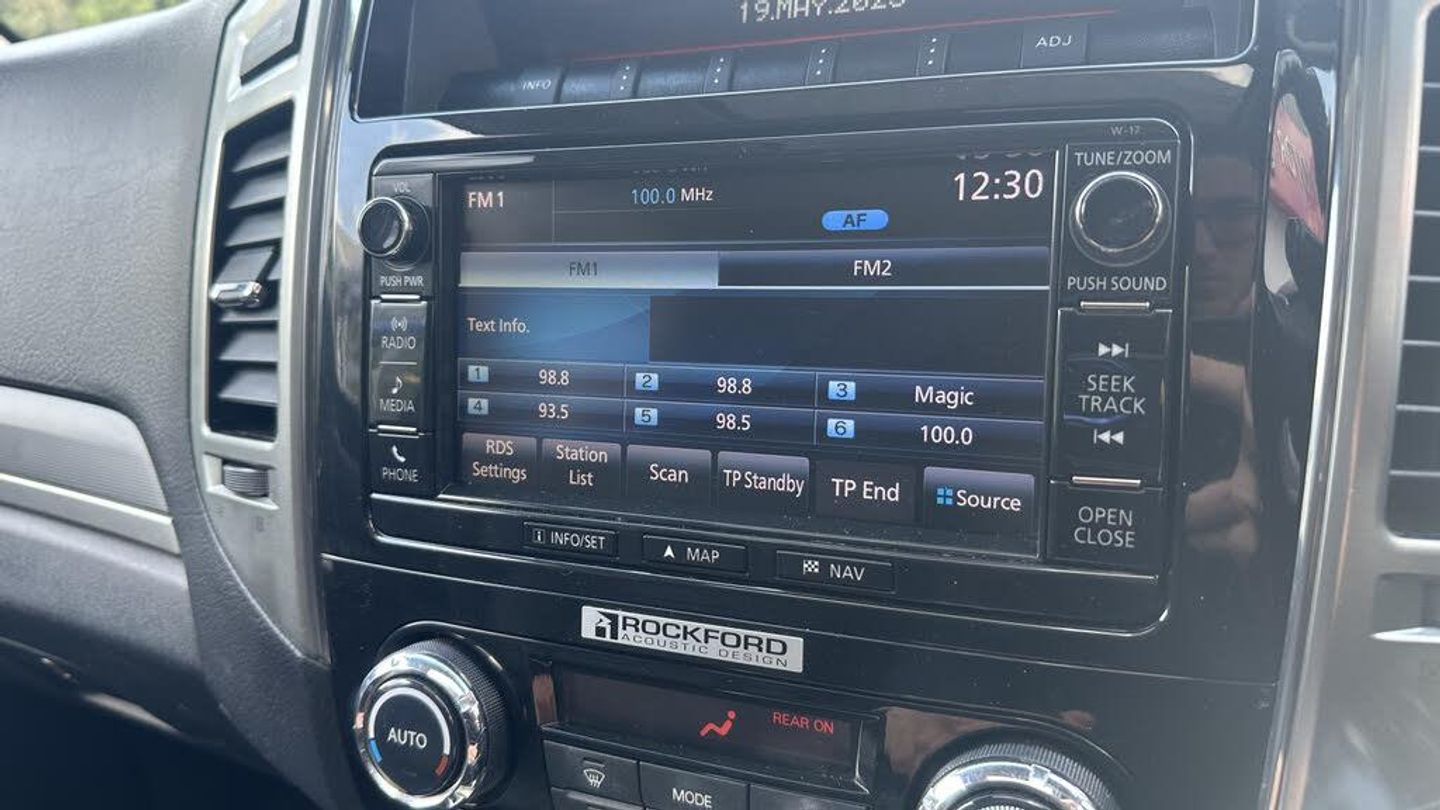 19.MAY.2023
INFO
ADJ
W-17
VOL
PUSH PWR
RADIO
MEDIA
PHONE
FM1
100.0 MHz
12:30
AF
FM1
FM2
Text Info.
1 98.8
2 98.8
3 Magic
4 93.5
5 98.5
6 100.0
RDS Settings
Station List
Scan
TP Standby
TP End
Source
TUNE/ZOOM
PUSH SOUND
SEEK
TRACK
OPEN
CLOSE
INFO/SET
MAP
NAV
ROCKFORD
ACOUSTIC DESIGN
AUTO
REAR ON
MODE